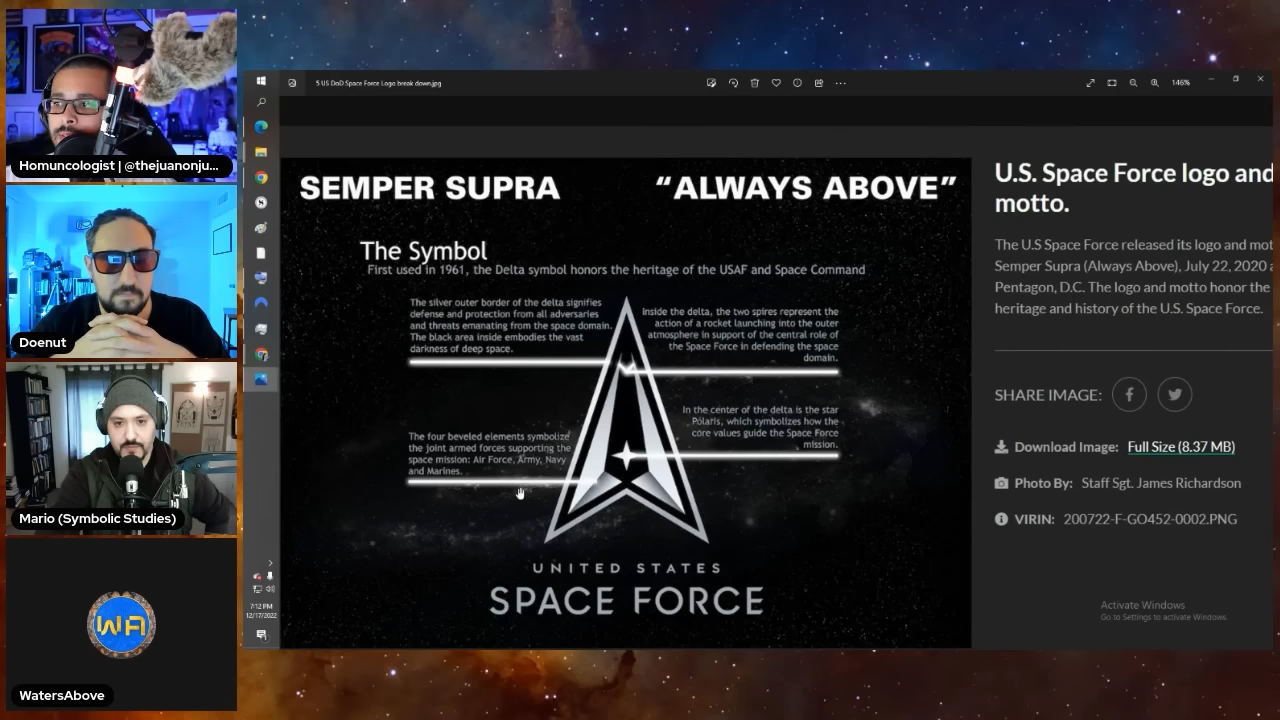 Homuncologist | @thejuanonju...
Doenut
Mario (Symbolic Studies)
WA
WatersAbove
5 US DoD Space Force Logo break down.jpg
146%
SEMPER SUPRA
“ALWAYS ABOVE”
The Symbol
First used in 1961, the Delta symbol honors the heritage of the USAF and Space Command
The silver outer border of the delta signifies
defense and protection from all adversaries
and threats emanating from the space domain.
The black area inside embodies the vast
darkness of deep space.
Inside the delta, the two spires represent the
action of a rocket launching into the outer
atmosphere in support of the central role of
the Space Force in defending the space
domain.
The four beveled elements symbolize
the joint armed forces supporting the
space mission: Air Force, Army, Navy
and Marines.
In the center of the delta is the star
Polaris, which symbolizes how the
core values guide the Space Force
mission.
UNITED STATES
SPACE FORCE
U.S. Space Force logo and
motto.
The U.S Space Force released its logo and mot
Semper Supra (Always Above), July 22, 2020 a
Pentagon, D.C. The logo and motto honor the
heritage and history of the U.S. Space Force.
SHARE IMAGE:
Download Image: Full Size (8.37 MB)
Photo By: Staff Sgt. James Richardson
VIRIN: 200722-F-GO452-0002.PNG
Activate Windows
Go to Settings to activate Windows.
7:12 PM
12/17/2022